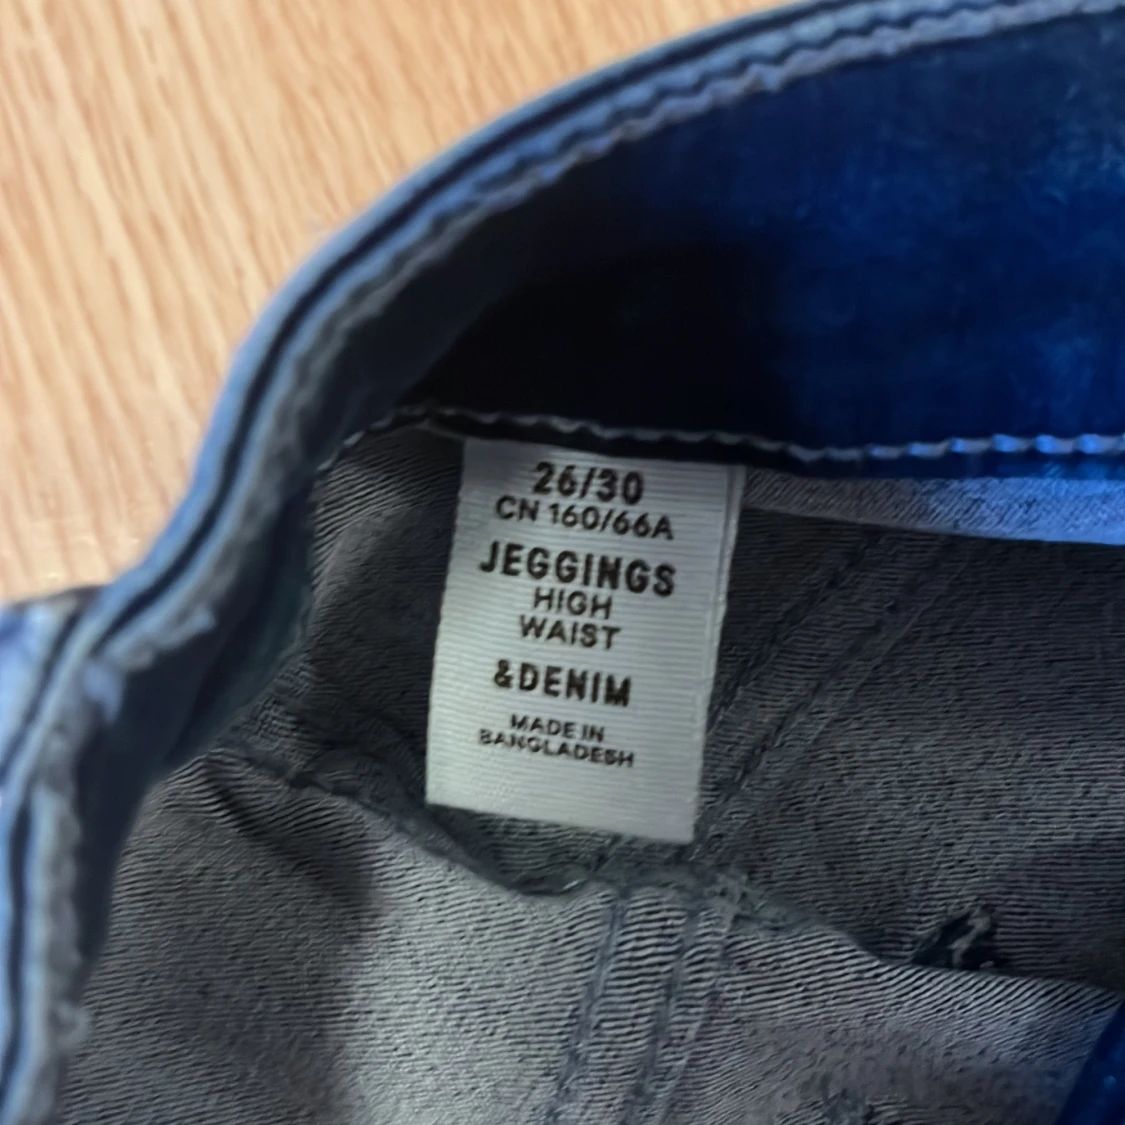 26/30
CN 160/66A
JEGGINGS
HIGH
WAIST
&DENIM
MADE IN
BANGLADESH